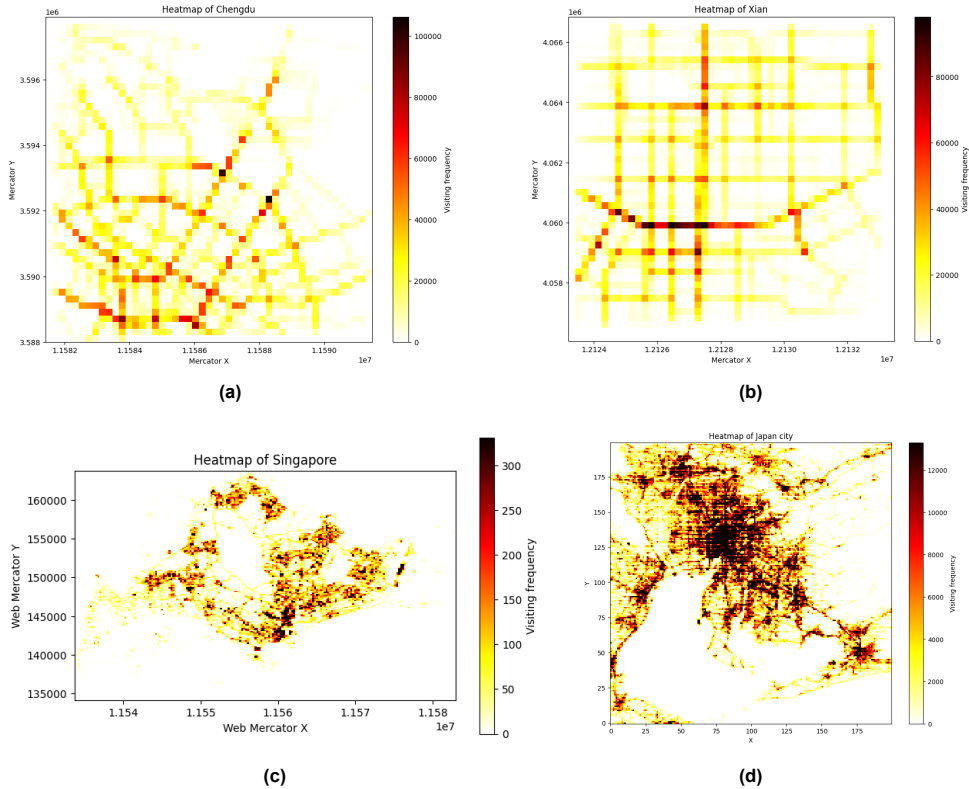 Heatmap of Chengdu
1e6
3.596
3.594
3.592
3.590
3.588
Mercator Y
1.1582
1.1584
1.1586
1.1588
1.1590
Mercator X
1e7
100000
80000
60000
40000
20000
0
Visiting frequency
(a)
Heatmap of Xian
1e6
4.066
4.064
4.062
4.060
4.058
Mercator Y
1.2124
1.2126
1.2128
1.2130
1.2132
Mercator X
1e7
80000
60000
40000
20000
0
Visiting frequency
(b)
Heatmap of Singapore
160000
155000
150000
145000
140000
135000
Web Mercator Y
1.154
1.155
1.156
1.157
1.158
Web Mercator X
1e7
300
250
200
150
100
50
0
Visiting frequency
(c)
Heatmap of Japan city
175
150
125
100
75
50
25
0
Y
0
25
50
75
100
125
150
175
X
12000
10000
8000
6000
4000
2000
0
Visiting frequency
(d)